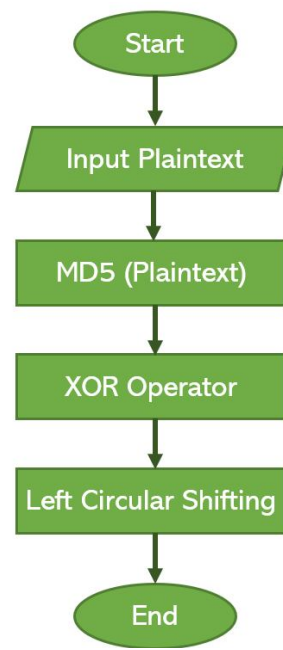 Start
Input Plaintext
MD5 (Plaintext)
XOR Operator
Left Circular Shifting
End